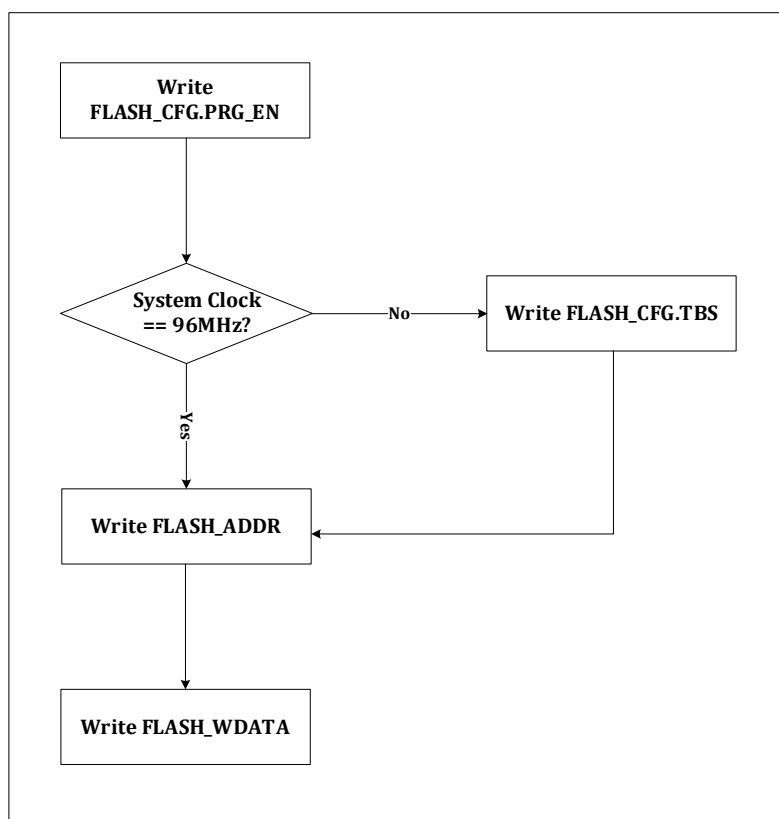 Write
FLASH_CFG.PRG_EN
System Clock
== 96MHz?
No
Write FLASH_CFG.TBS
Yes
Write FLASH_ADDR
Write FLASH_WDATA